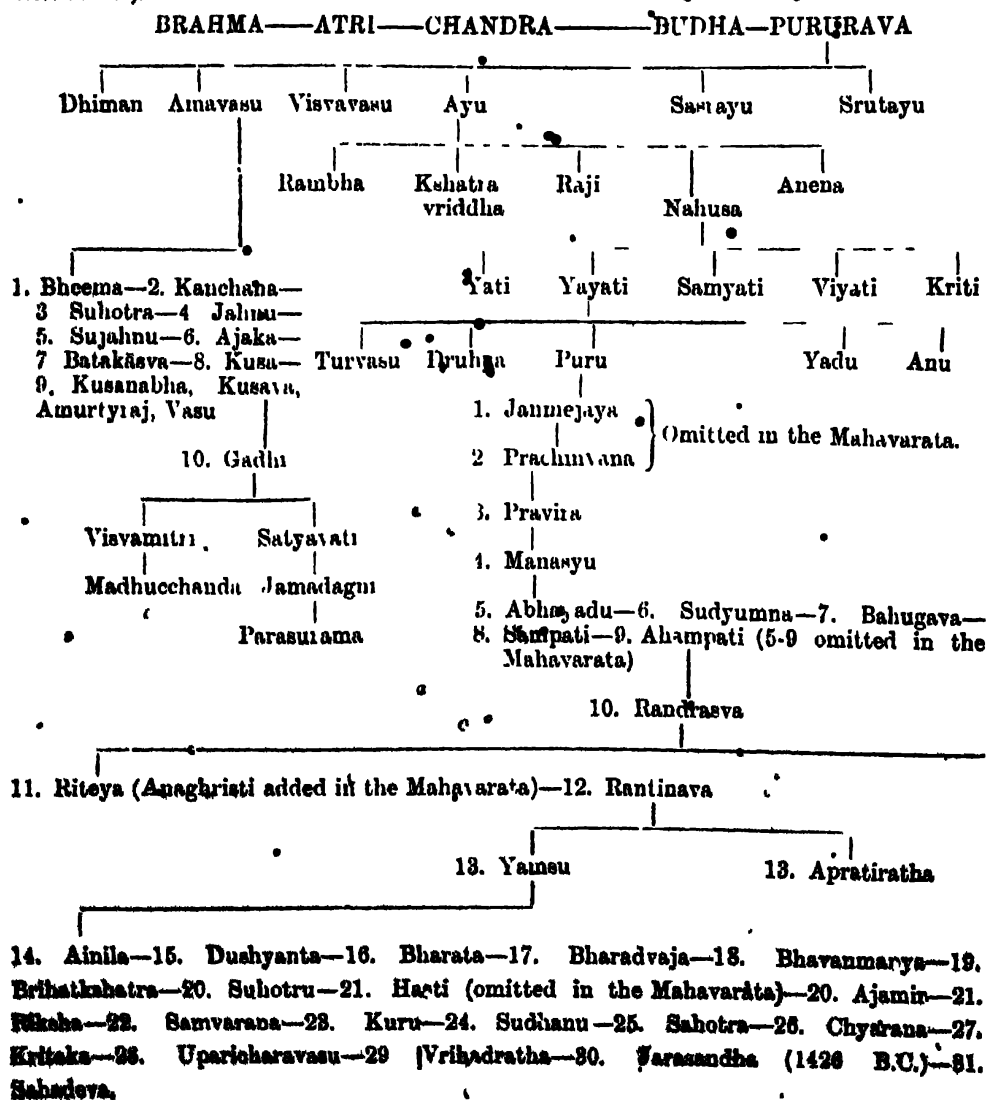 BRAHMA—ATRI—CHANDRA—BUDHA—PURURAVA
Dhiman Amavasu Visvavasu Ayu Satayu Srutayu
Rambha Kshatra Raji Anena
vriddha Nahusa
1. Bheema—2. Kanchana— Yati Yayati Samyati Viyati Kriti
3 Suhotra—4 Jahnu—
5. Sujahnu—6. Ajaka—
7 Batakāsva—8. Kusa— Turvasu Druhya Puru Yadu Anu
9. Kusanabha, Kusava,
Amurtyraj, Vasu
1. Janmejaya
Omitted in the Mahavarata.
10. Gadhi 2 Prachinvana
3. Pravira
Visvamitri. Satyavati
4. Manasyu
Madhucchanda Jamadagni
5. Abhayadu—6. Sudyumna—7. Bahugava—
Parasurama 8. Sampati—9. Ahampati (5-9 omitted in the
Mahavarata)
10. Randrasva
11. Riteya (Anaghristi added in the Mahavarata)—12. Rantinava
13. Yamsu 13. Apratiratha
14. Ainila—15. Dushyanta—16. Bharata—17. Bharadvaja—18. Bhavanmanya—19.
Brihatkshatra—20. Suhotru—21. Hasti (omitted in the Mahavarāta)—20. Ajamir—21.
Riksha—22. Samvarana—23. Kuru—24. Sudhanu—25. Sahotra—26. Chyavana—27.
Kritaka—28. Uparicharavasu—29 Vrihadratha—30. Jarasandha (1426 B.C.)—31.
Sahadeva.